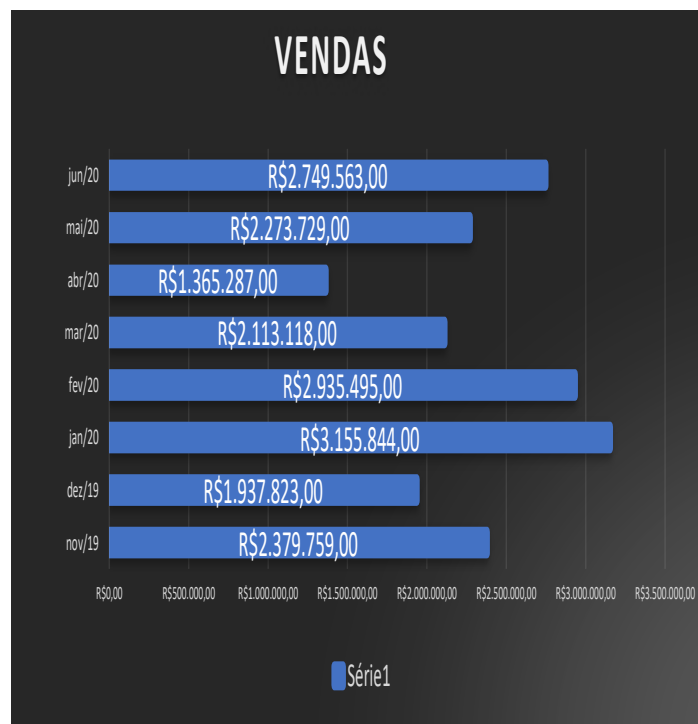 VENDAS
jun/20 R$2.749.563,00
mai/20 R$2.273.729,00
abr/20 R$1.365.287,00
mar/20 R$2.113.118,00
fev/20 R$2.935.495,00
jan/20 R$3.155.844,00
dez/19 R$1.937.823,00
nov/19 R$2.379.759,00
R$0,00 R$500.000,00 R$1.000.000,00 R$1.500.000,00 R$2.000.000,00 R$2.500.000,00 R$3.000.000,00 R$3.500.000,00
Série1